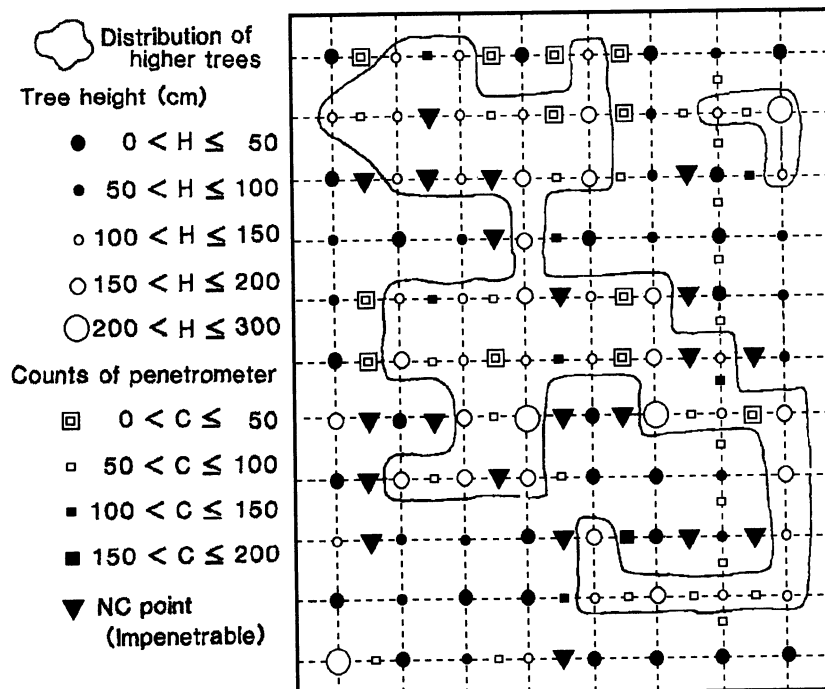 Distribution of
higher trees
Tree height (cm)
0 < H ≤ 50
50 < H ≤ 100
100 < H ≤ 150
150 < H ≤ 200
200 < H ≤ 300
Counts of penetrometer
0 < C ≤ 50
50 < C ≤ 100
100 < C ≤ 150
150 < C ≤ 200
NC point
(Impenetrable)